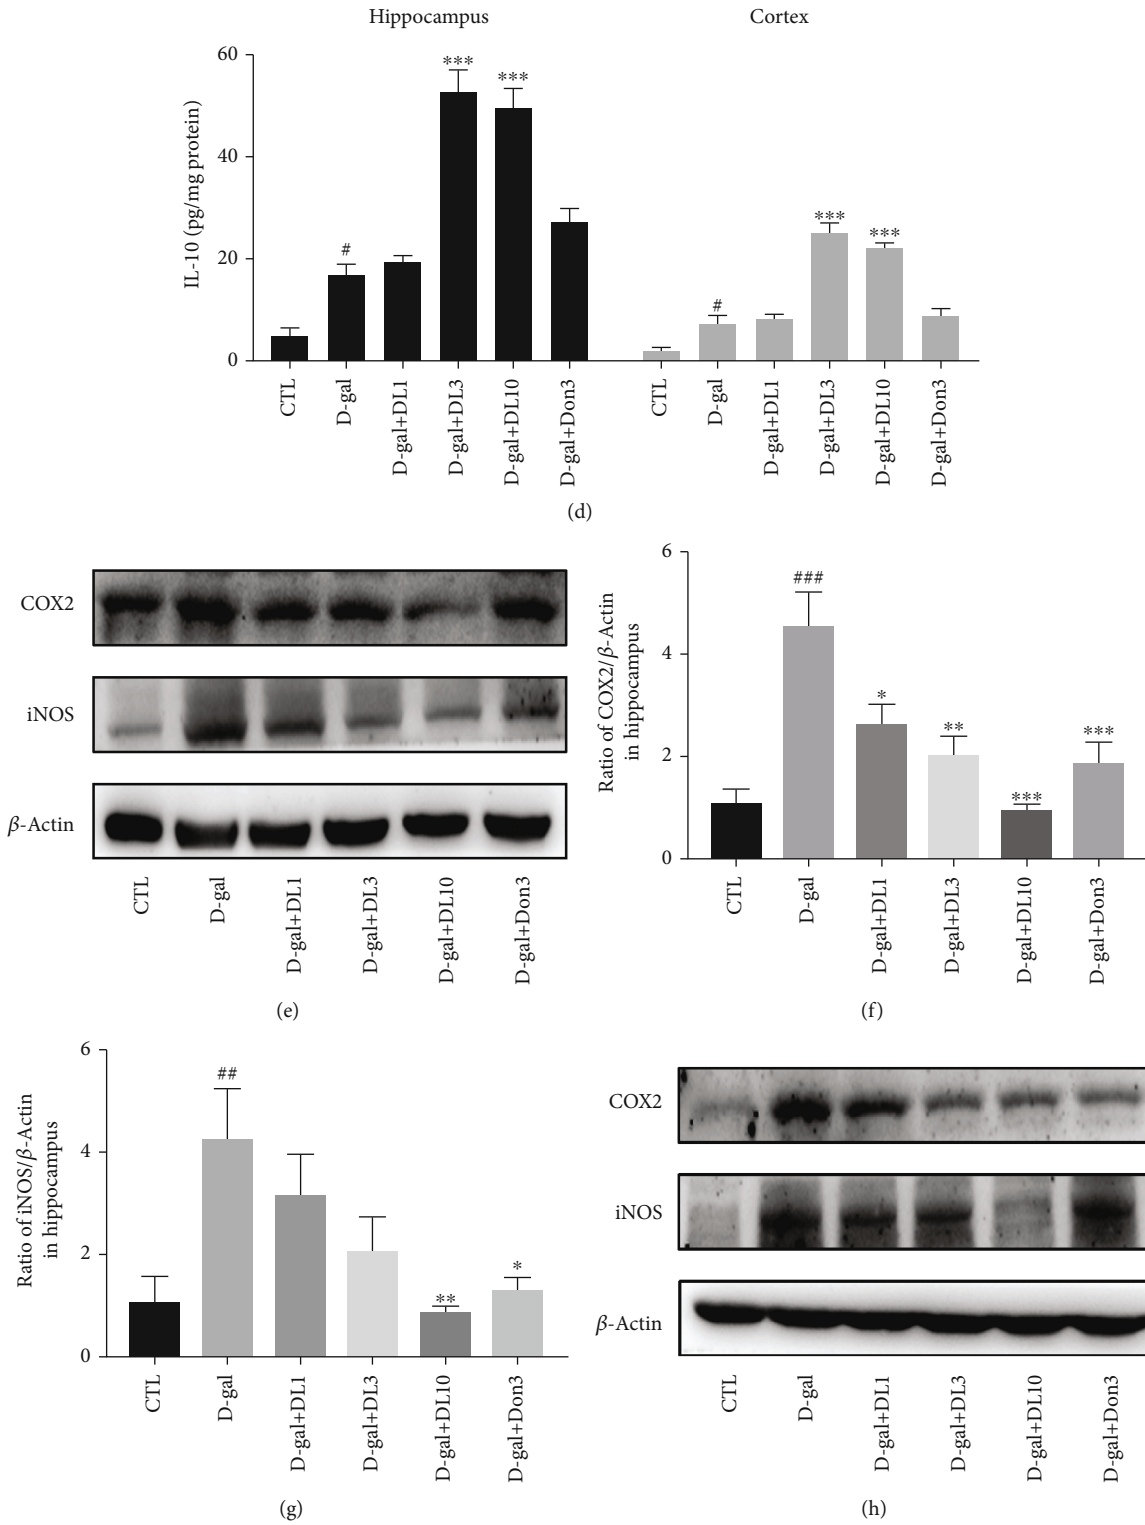 Hippocampus
Cortex
IL-10 (pg/mg protein)
60
40
20
0
***
***
#
***
***
#
CTL
D-gal
D-gal+DL1
D-gal+DL3
D-gal+DL10
D-gal+Don3
CTL
D-gal
D-gal+DL1
D-gal+DL3
D-gal+DL10
D-gal+Don3
(d)
COX2
iNOS
β-Actin
CTL
D-gal
D-gal+DL1
D-gal+DL3
D-gal+DL10
D-gal+Don3
(e)
Ratio of COX2/β-Actin
in hippocampus
6
4
2
0
###
*
**
***
***
CTL
D-gal
D-gal+DL1
D-gal+DL3
D-gal+DL10
D-gal+Don3
(f)
Ratio of iNOS/β-Actin
in hippocampus
6
4
2
0
##
**
*
CTL
D-gal
D-gal+DL1
D-gal+DL3
D-gal+DL10
D-gal+Don3
(g)
COX2
iNOS
β-Actin
CTL
D-gal
D-gal+DL1
D-gal+DL3
D-gal+DL10
D-gal+Don3
(h)